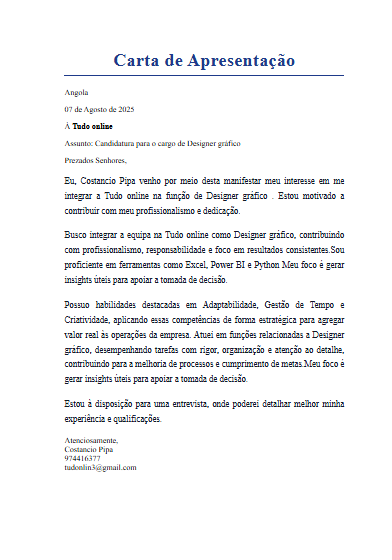 Carta de Apresentação
Angola
07 de Agosto de 2025
À Tudo online
Assunto: Candidatura para o cargo de Designer gráfico
Prezados Senhores,
Eu, Costancio Pipa venho por meio desta manifestar meu interesse em me
integrar a Tudo online na função de Designer gráfico . Estou motivado a
contribuir com meu profissionalismo e dedicação.
Busco integrar a equipa na Tudo online como Designer gráfico, contribuindo
com profissionalismo, responsabilidade e foco em resultados consistentes.Sou
proficiente em ferramentas como Excel, Power BI e Python Meu foco é gerar
insights úteis para apoiar a tomada de decisão.
Possuo habilidades destacadas em Adaptabilidade, Gestão de Tempo e
Criatividade, aplicando essas competências de forma estratégica para agregar
valor real às operações da empresa. Atuei em funções relacionadas a Designer
gráfico, desempenhando tarefas com rigor, organização e atenção ao detalhe,
contribuindo para a melhoria de processos e cumprimento de metas.Meu foco é
gerar insights úteis para apoiar a tomada de decisão.
Estou à disposição para uma entrevista, onde poderei detalhar melhor minha
experiência e qualificações.
Atenciosamente,
Costancio Pipa
974416377
tudonlin3@gmail.com